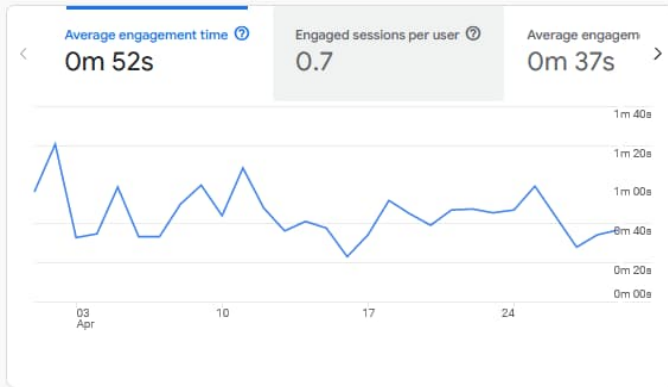 Average engagement time
0m 52s
Engaged sessions per user
0.7
Average engagem
0m 37s
1m 40s
1m 20s
1m 00s
0m 40s
0m 20s
0m 00s
03
Apr
10
17
24